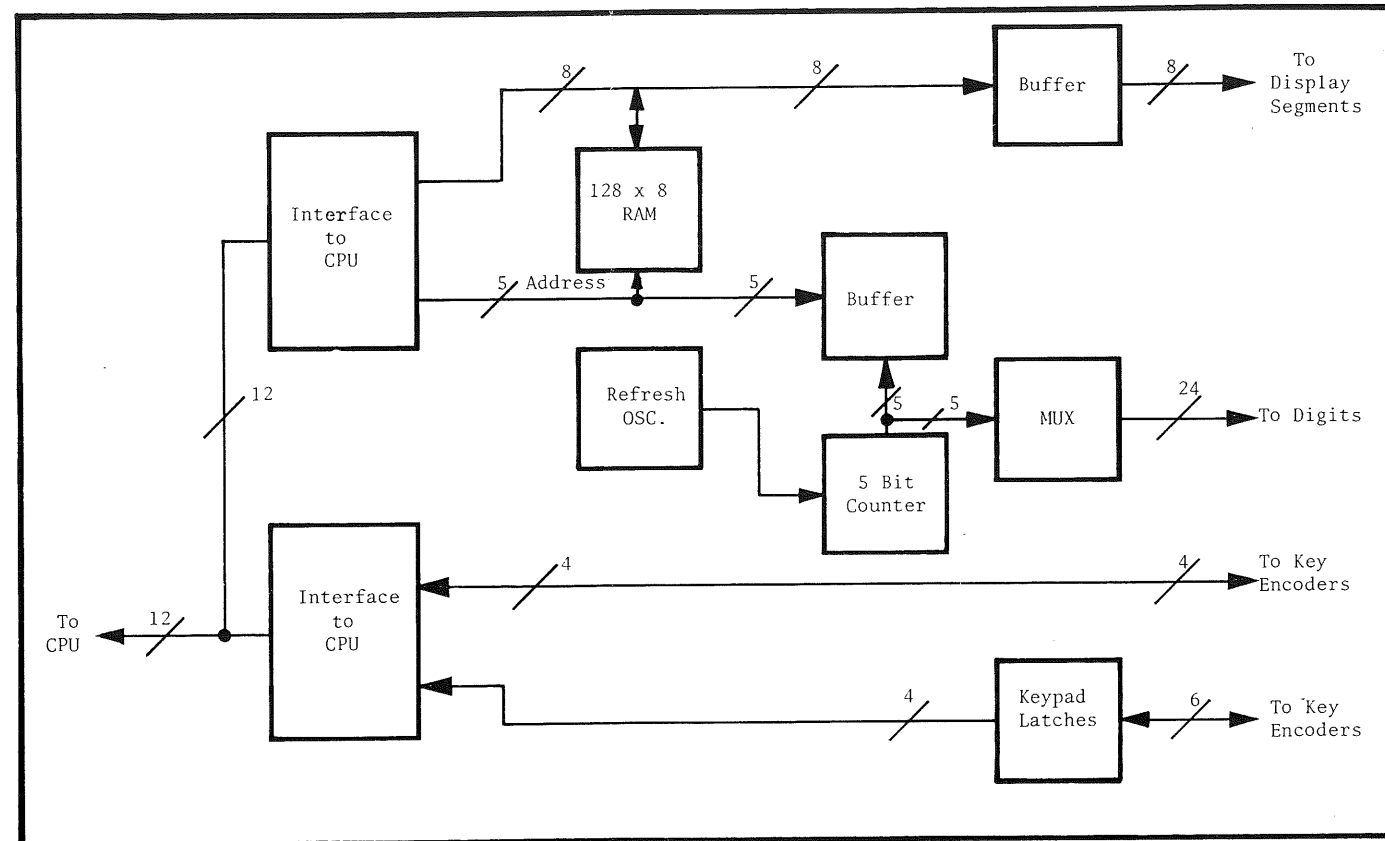 8
8
Buffer
8
To
Display
Segments
Interface
to
CPU
128 x 8
RAM
5 Address
5
Buffer
12
Refresh
OSC.
5
5
MUX
24
To Digits
5 Bit
Counter
Interface
to
CPU
4
4
To Key
Encoders
To
CPU
12
4
Keypad
Latches
6
To Key
Encoders